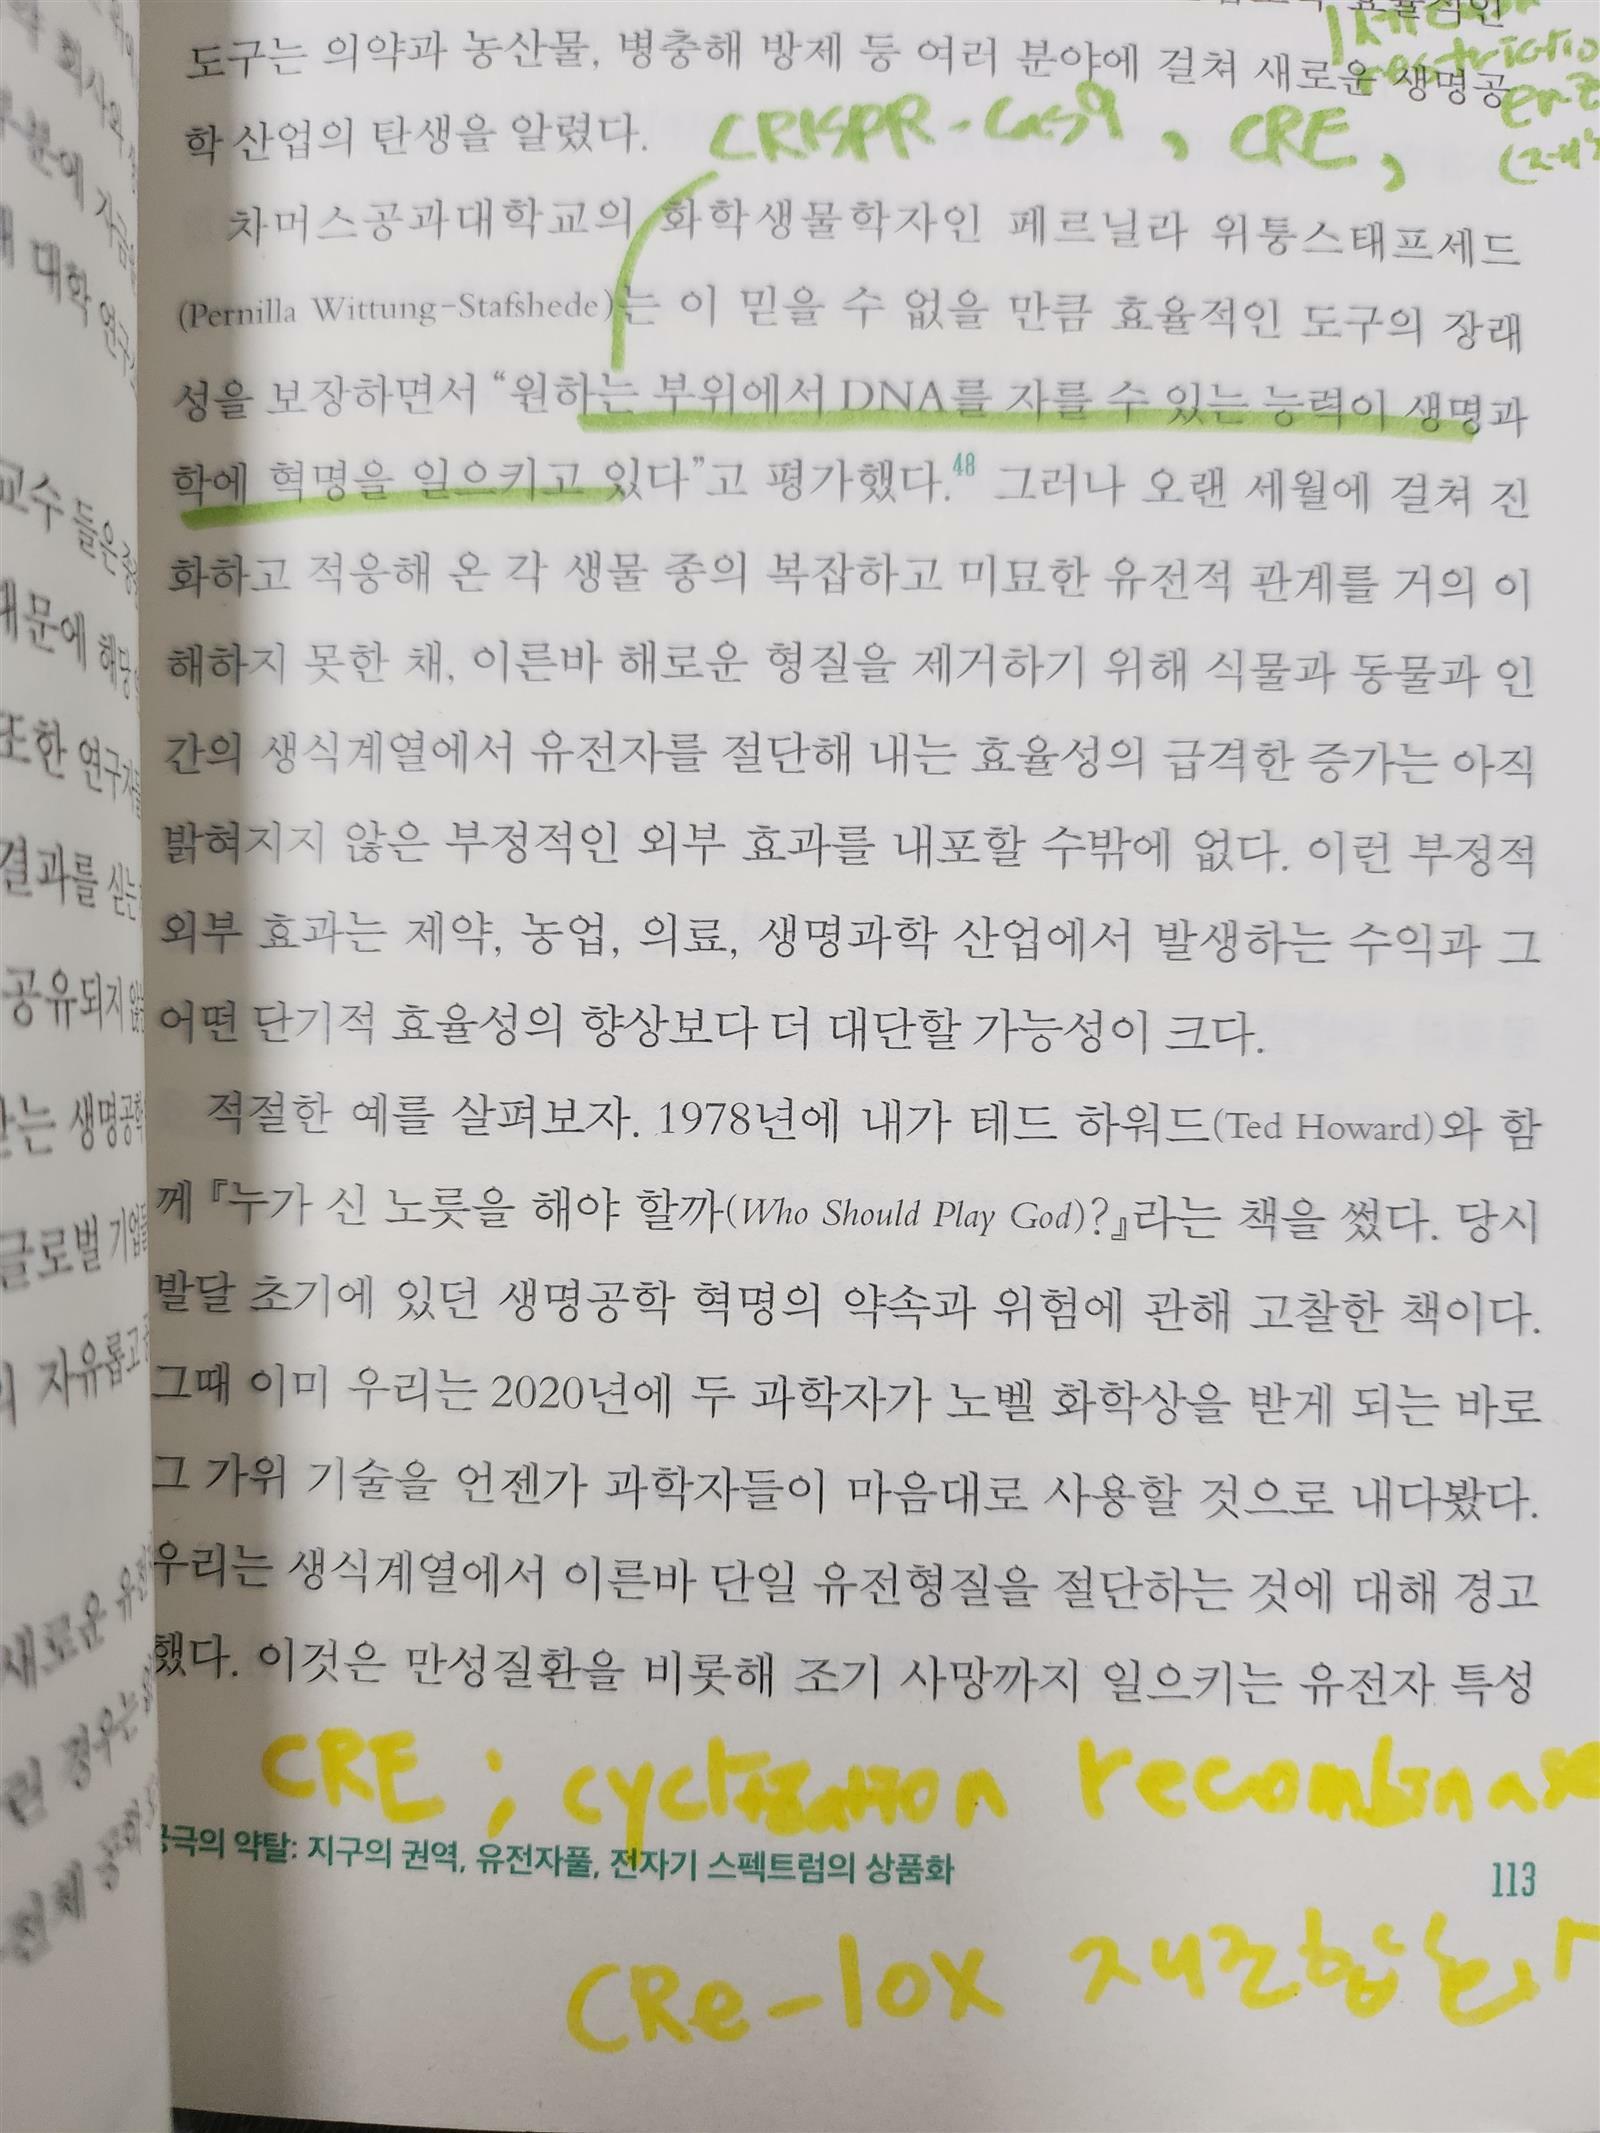 효율적인
도구는 의약과 농산물, 병충해 방제 등 여러 분야에 걸쳐 새로운 생명공
학 산업의 탄생을 알렸다.
CRISPR-Cas9, CRE,
차머스공과대학교의 화학생물학자인 페르닐라 위퉁스태프세드
(Pernilla Wittung-Stafshede)는 이 믿을 수 없을 만큼 효율적인 도구의 장래
성을 보장하면서 “원하는 부위에서 DNA를 자를 수 있는 능력이 생명과
학에 혁명을 일으키고 있다”고 평가했다.48 그러나 오랜 세월에 걸쳐 진
화하고 적응해 온 각 생물 종의 복잡하고 미묘한 유전적 관계를 거의 이
해하지 못한 채, 이른바 해로운 형질을 제거하기 위해 식물과 동물과 인
간의 생식계열에서 유전자를 절단해 내는 효율성의 급격한 증가는 아직
밝혀지지 않은 부정적인 외부 효과를 내포할 수밖에 없다. 이런 부정적
외부 효과는 제약, 농업, 의료, 생명과학 산업에서 발생하는 수익과 그
어떤 단기적 효율성의 향상보다 더 대단할 가능성이 크다.
적절한 예를 살펴보자. 1978년에 내가 테드 하워드(Ted Howard)와 함
께 『누가 신 노릇을 해야 할까(Who Should Play God)?』라는 책을 썼다. 당시
발달 초기에 있던 생명공학 혁명의 약속과 위험에 관해 고찰한 책이다.
그때 이미 우리는 2020년에 두 과학자가 노벨 화학상을 받게 되는 바로
그 가위 기술을 언젠가 과학자들이 마음대로 사용할 것으로 내다봤다.
우리는 생식계열에서 이른바 단일 유전형질을 절단하는 것에 대해 경고
했다. 이것은 만성질환을 비롯해 조기 사망까지 일으키는 유전자 특성
CRE ; cyclization recombinase
극의 약탈: 지구의 권역, 유전자풀, 전자기 스펙트럼의 상품화
113
CRe-lox 재조합